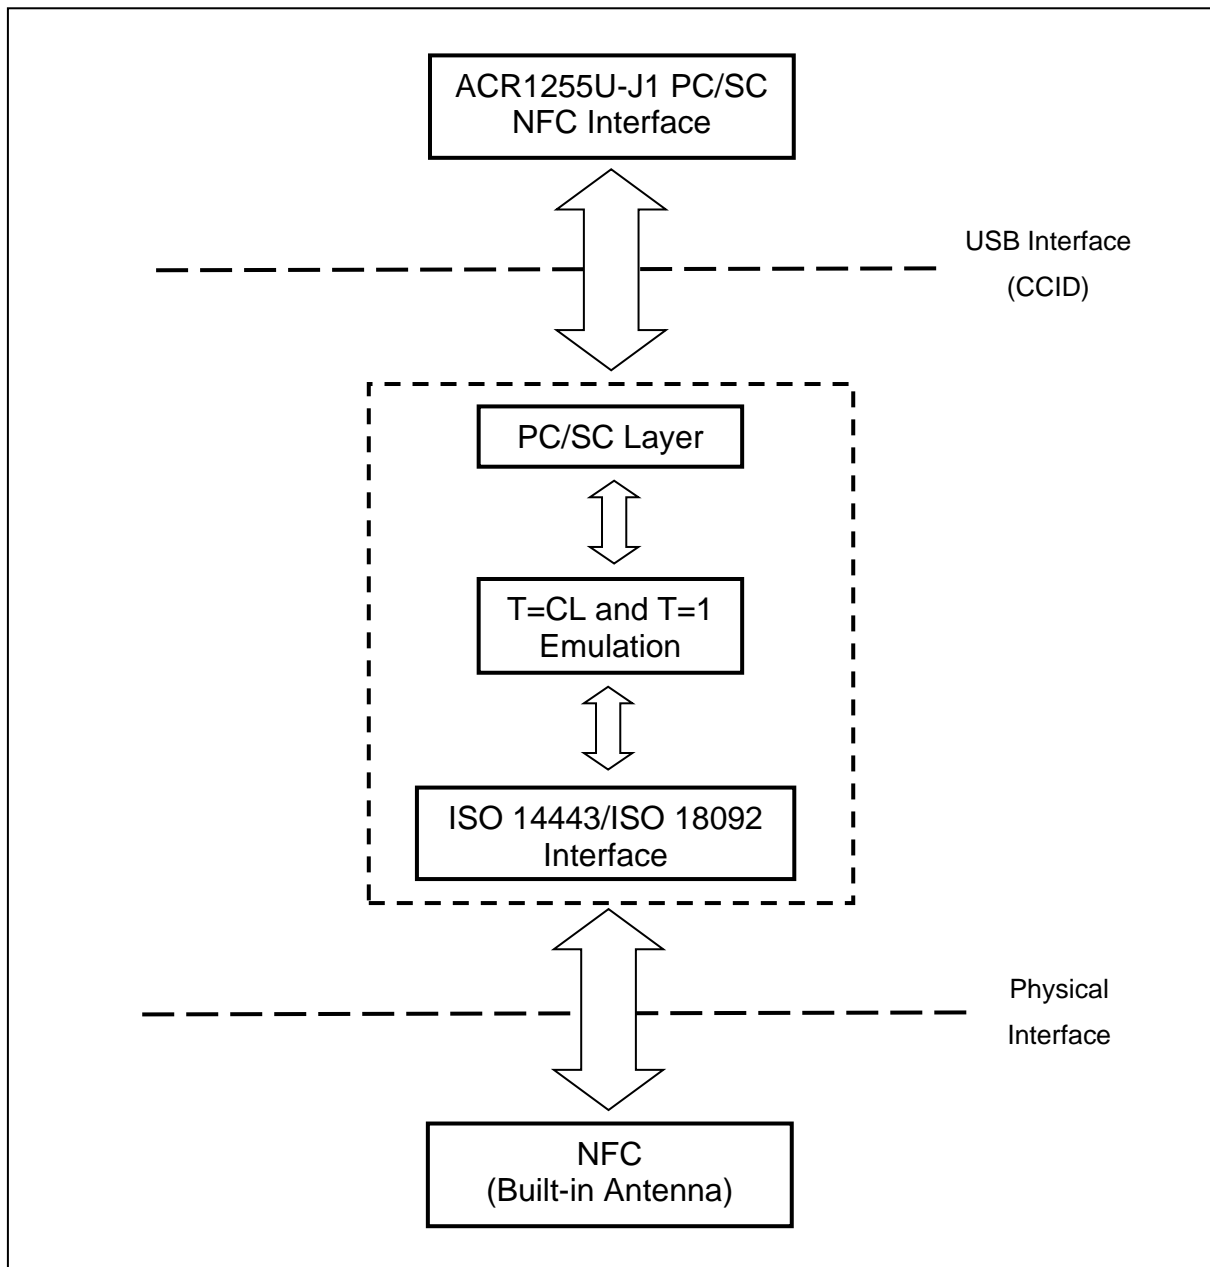 ACR1255U-J1 PC/SC
NFC Interface
USB Interface
(CCID)
PC/SC Layer
T=CL and T=1
Emulation
ISO 14443/ISO 18092
Interface
Physical
Interface
NFC
(Built-in Antenna)